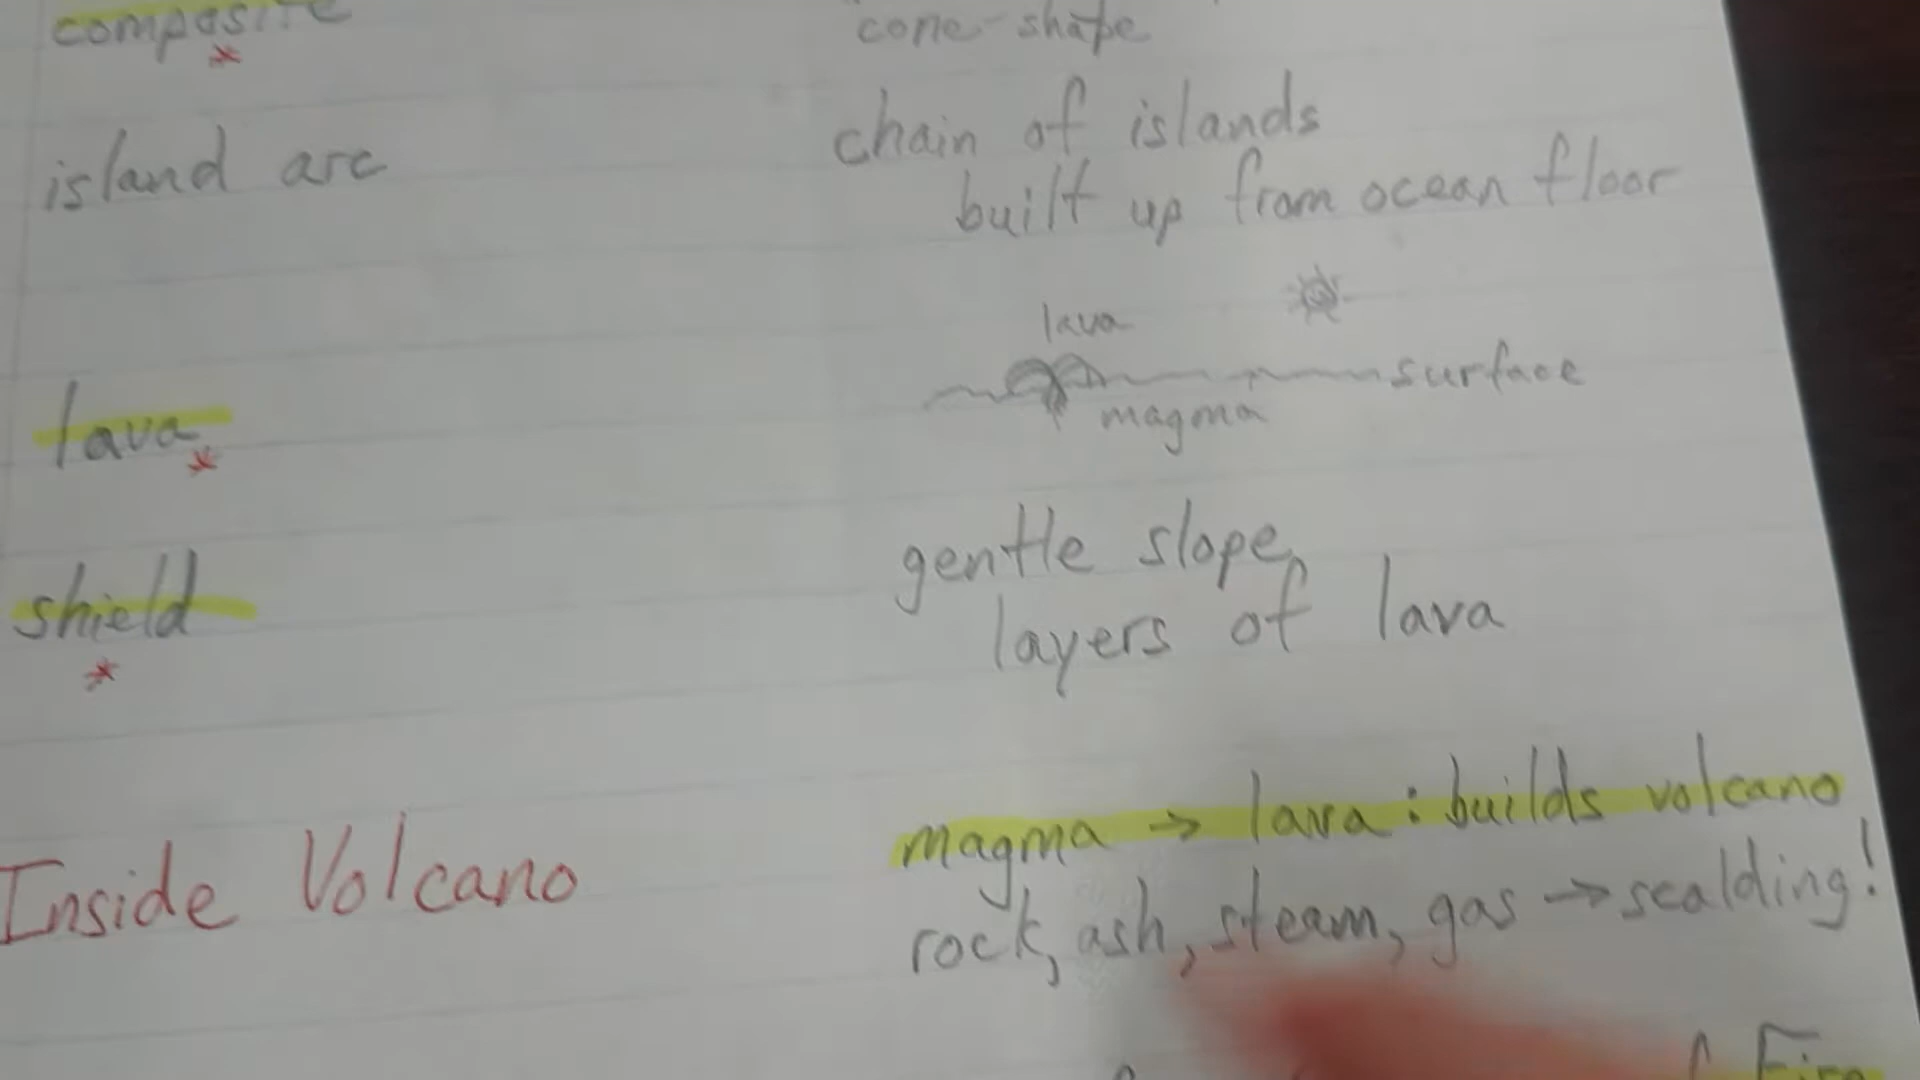 composite
cone-shape
island arc
chain of islands
built up from ocean floor
lava
lava
surface
magma
shield
gentle slope,
layers of lava
Inside Volcano
magma → lava : builds volcano
rock, ash, steam, gas → scalding!